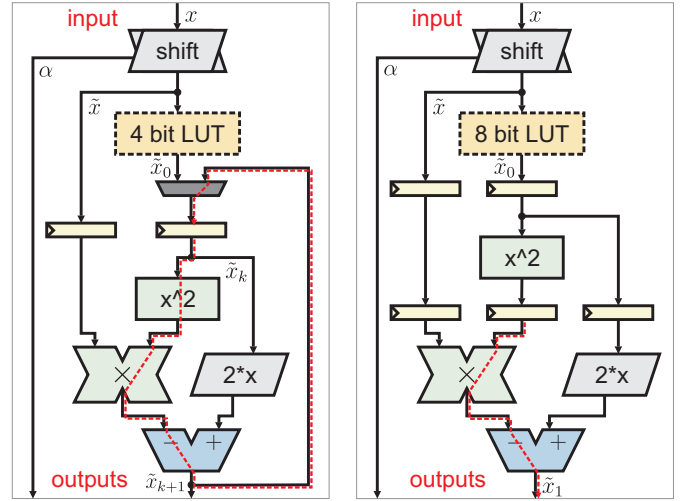 input
x
shift
α
x̃
4 bit LUT
x̃₀
x̃ₖ
x^2
×
2*x
− +
outputs
x̃ₖ₊₁
input
x
shift
α
x̃
8 bit LUT
x̃₀
x^2
×
2*x
− +
outputs
x̃₁